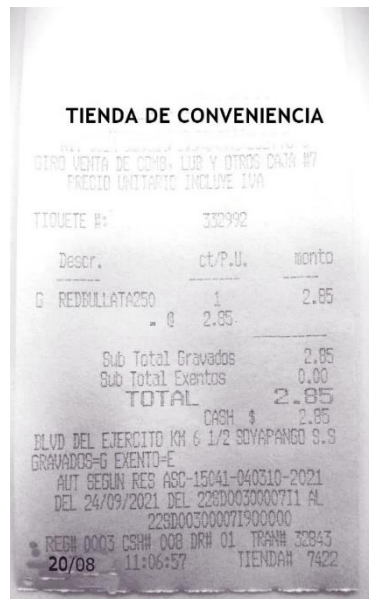 TIENDA DE CONVENIENCIA
GIRO VENTA DE COMB. LUB Y OTROS CAJA #7
PRECIO UNITARIO INCLUYE IVA
TIQUETE #: 332992
Descr. ct/P.U. monto
G REDBULLATA250 1 2.85
@ 2.85
Sub Total Gravados 2.85
Sub Total Exentos 0.00
TOTAL 2.85
CASH $ 2.85
BLVD DEL EJERCITO KM 6 1/2 SOYAPANGO S.S
GRAVADOS=G EXENTO=E
AUT SEGUN RES ASC-15041-040310-2021
DEL 24/09/2021 DEL 228D0030000711 AL
228D003000071900000
REG# 0003 CSH# 008 DR# 01 TRAN# 32843
20/08 11:06:57 TIENDA# 7422